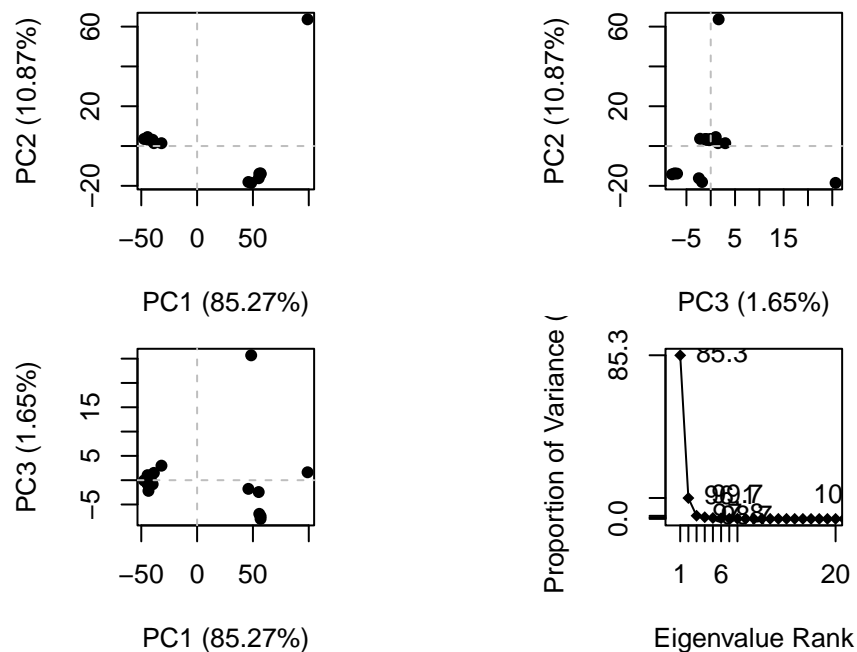 PC2 (10.87%)
60
20
−20
−50 0 50
PC1 (85.27%)
PC2 (10.87%)
60
20
−20
−5 5 15
PC3 (1.65%)
PC3 (1.65%)
15
5
−5
−50 0 50
PC1 (85.27%)
Proportion of Variance (
85.3
0.0
85.3
1 6 20
Eigenvalue Rank